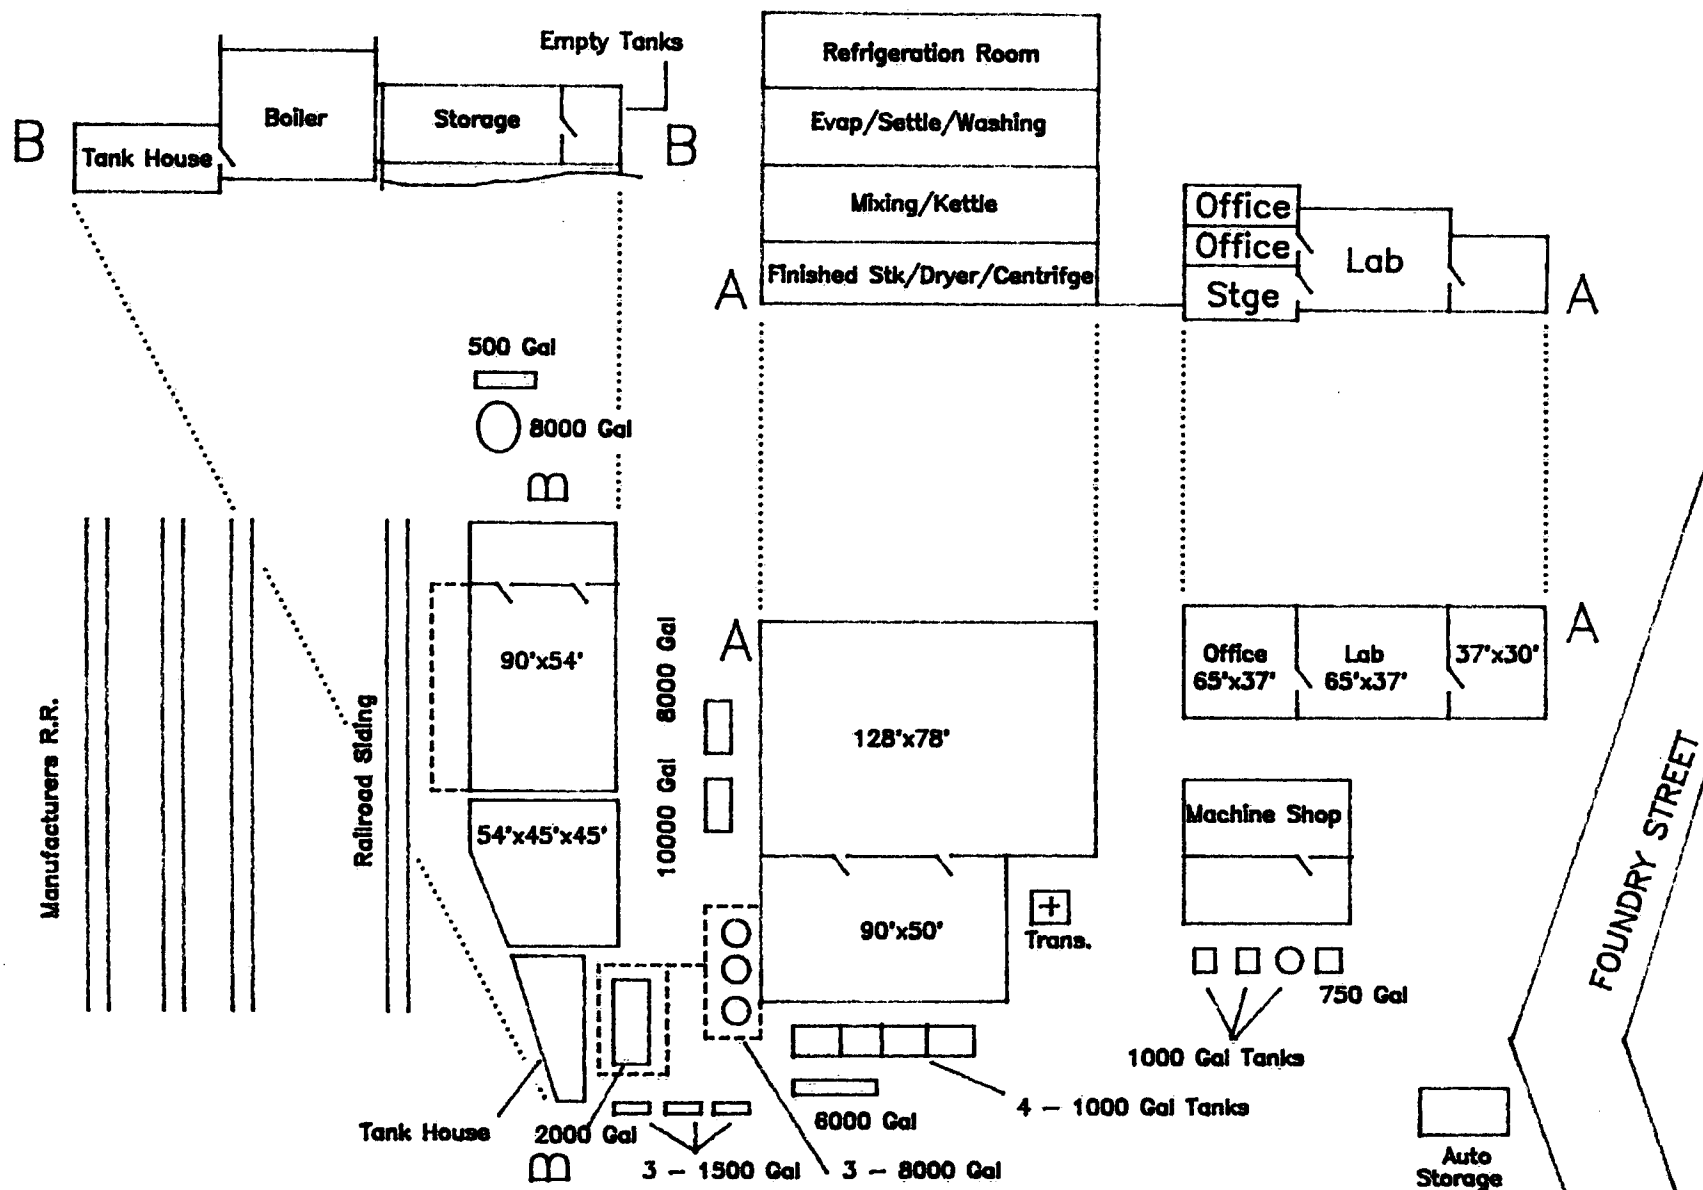 Empty Tanks
Refrigeration Room
Boiler
Storage
Evap/Settle/Washing
B
B
Tank House
Mixing/Kettle
Office
Office
Lab
Stge
Finished Stk/Dryer/Centrifge
A
A
500 Gal
8000 Gal
B
A
A
8000 Gal
90'x54'
Office
65'x37'
Lab
65'x37'
37'x30'
Manufacturers R.R.
Railroad Siding
10000 Gal
128'x78'
54'x45'x45'
Machine Shop
FOUNDRY STREET
90'x50'
+
Trans.
750 Gal
1000 Gal Tanks
4 - 1000 Gal Tanks
Tank House
2000 Gal
3 - 1500 Gal
3 - 8000 Gal
B
Auto
Storage